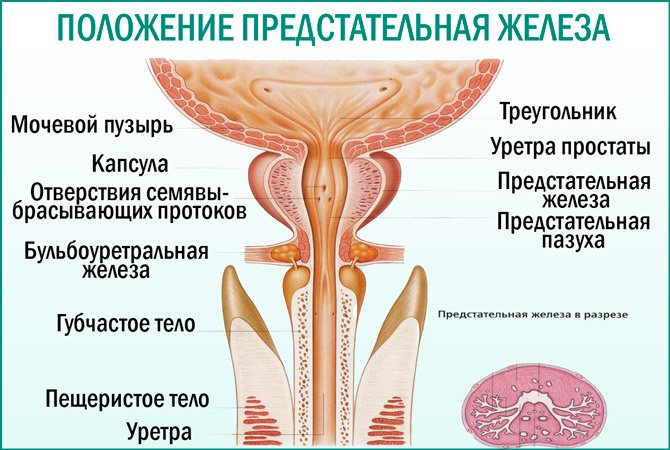 ПОЛОЖЕНИЕ ПРЕДСТАТЕЛЬНАЯ ЖЕЛЕЗА
Мочевой пузырь
Капсула
Отверствия семявы-
брасывающих протоков
Бульбоуретральная
железа
Губчастое тело
Пещеристое тело
Уретра
Треугольник
Уретра простаты
Предстательная
железа
Предстательная
пазуха
Предстательная железа в разрезе